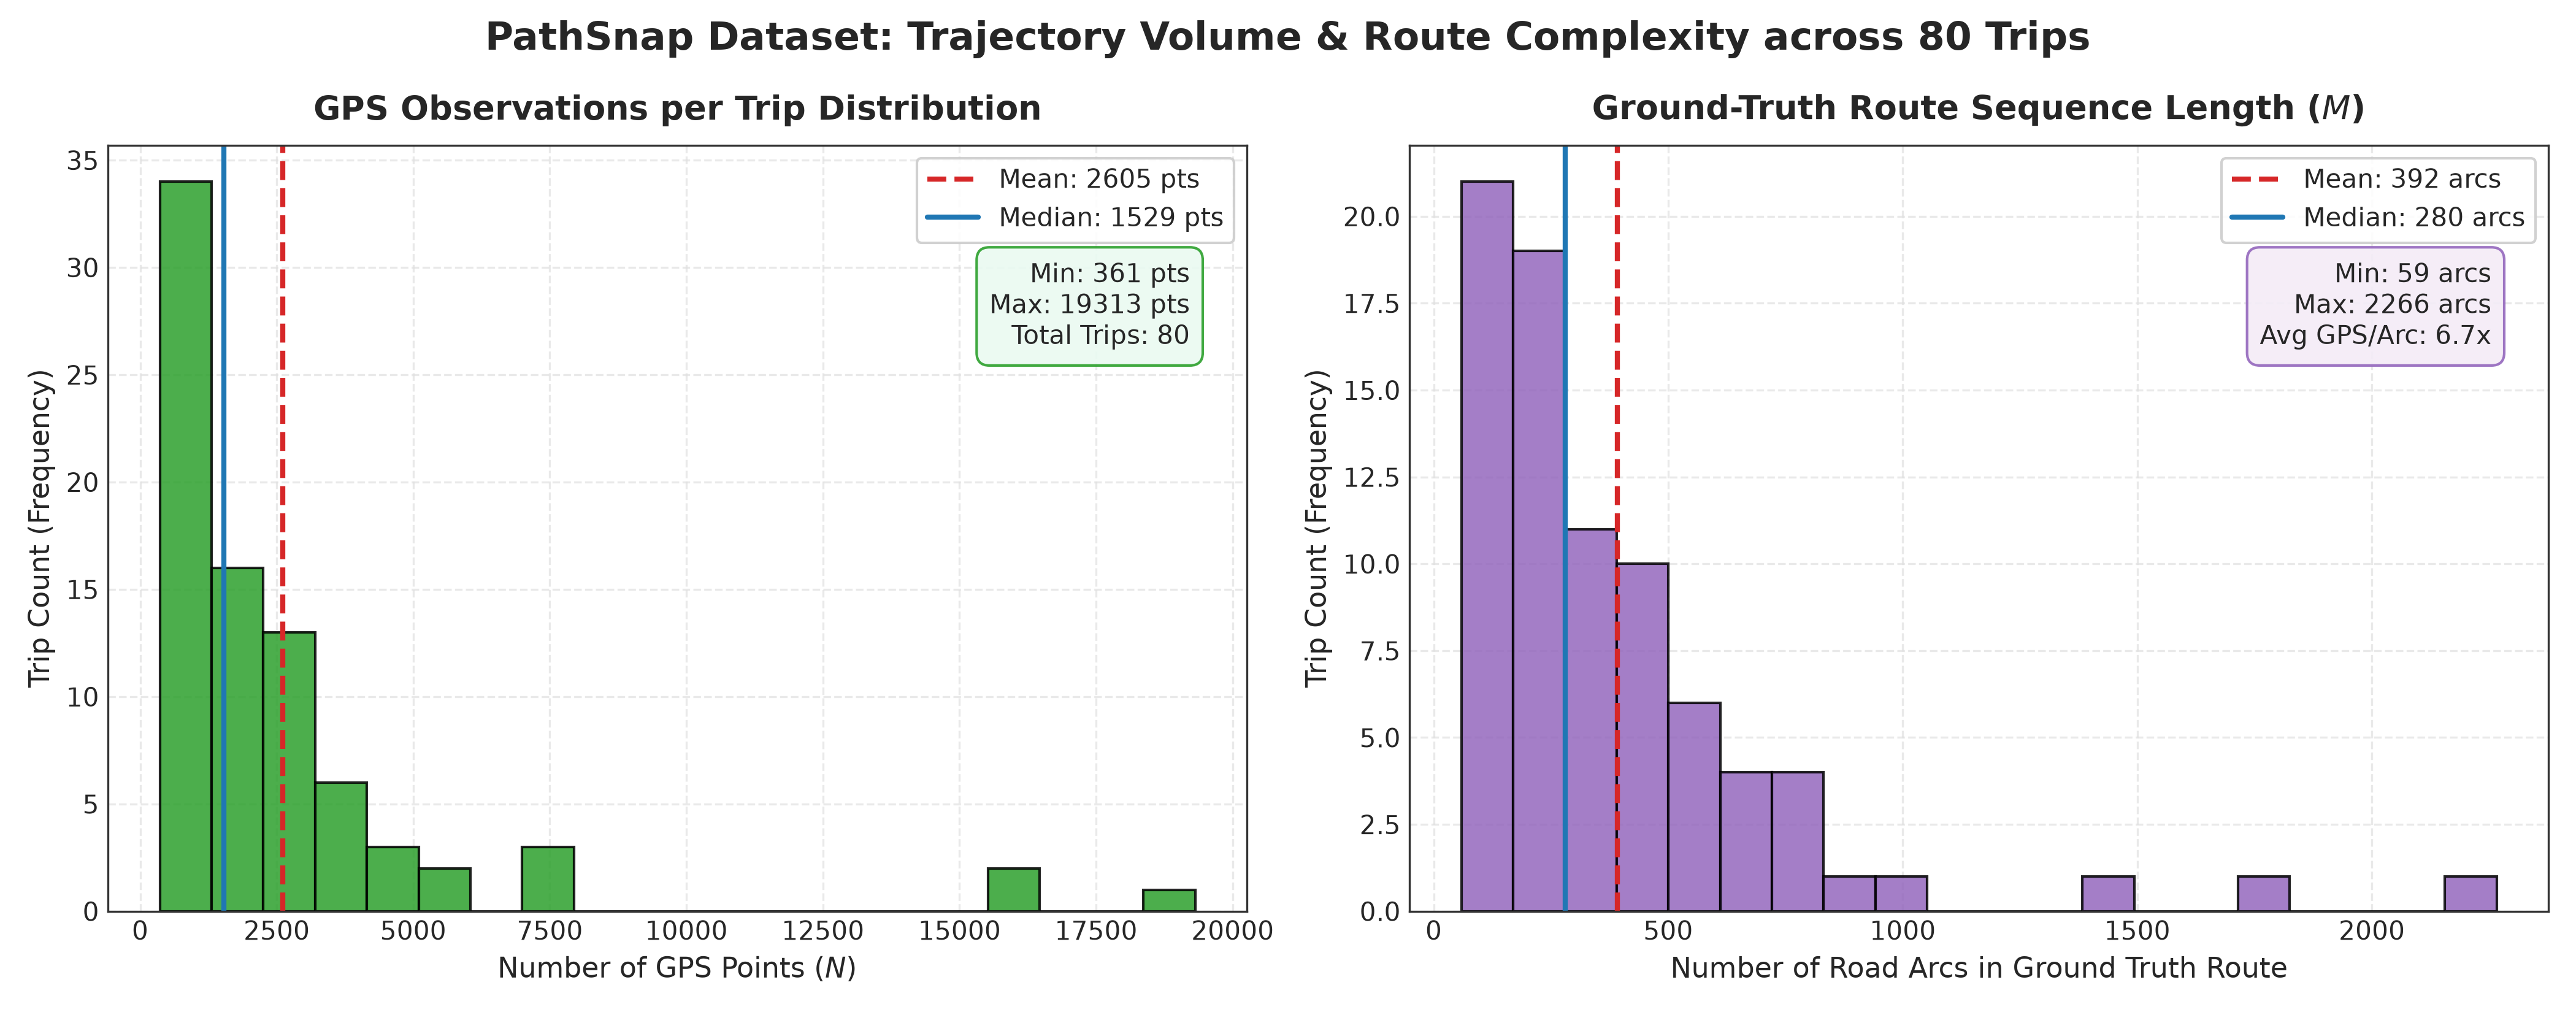 PathSnap Dataset: Trajectory Volume & Route Complexity across 80 Trips
GPS Observations per Trip Distribution
Trip Count (Frequency)
35
30
25
20
15
10
5
0
Mean: 2605 pts
Median: 1529 pts
Min: 361 pts
Max: 19313 pts
Total Trips: 80
0 2500 5000 7500 10000 12500 15000 17500 20000
Number of GPS Points (N)
Ground-Truth Route Sequence Length (M)
Trip Count (Frequency)
20.0
17.5
15.0
12.5
10.0
7.5
5.0
2.5
0.0
Mean: 392 arcs
Median: 280 arcs
Min: 59 arcs
Max: 2266 arcs
Avg GPS/Arc: 6.7x
0 500 1000 1500 2000
Number of Road Arcs in Ground Truth Route